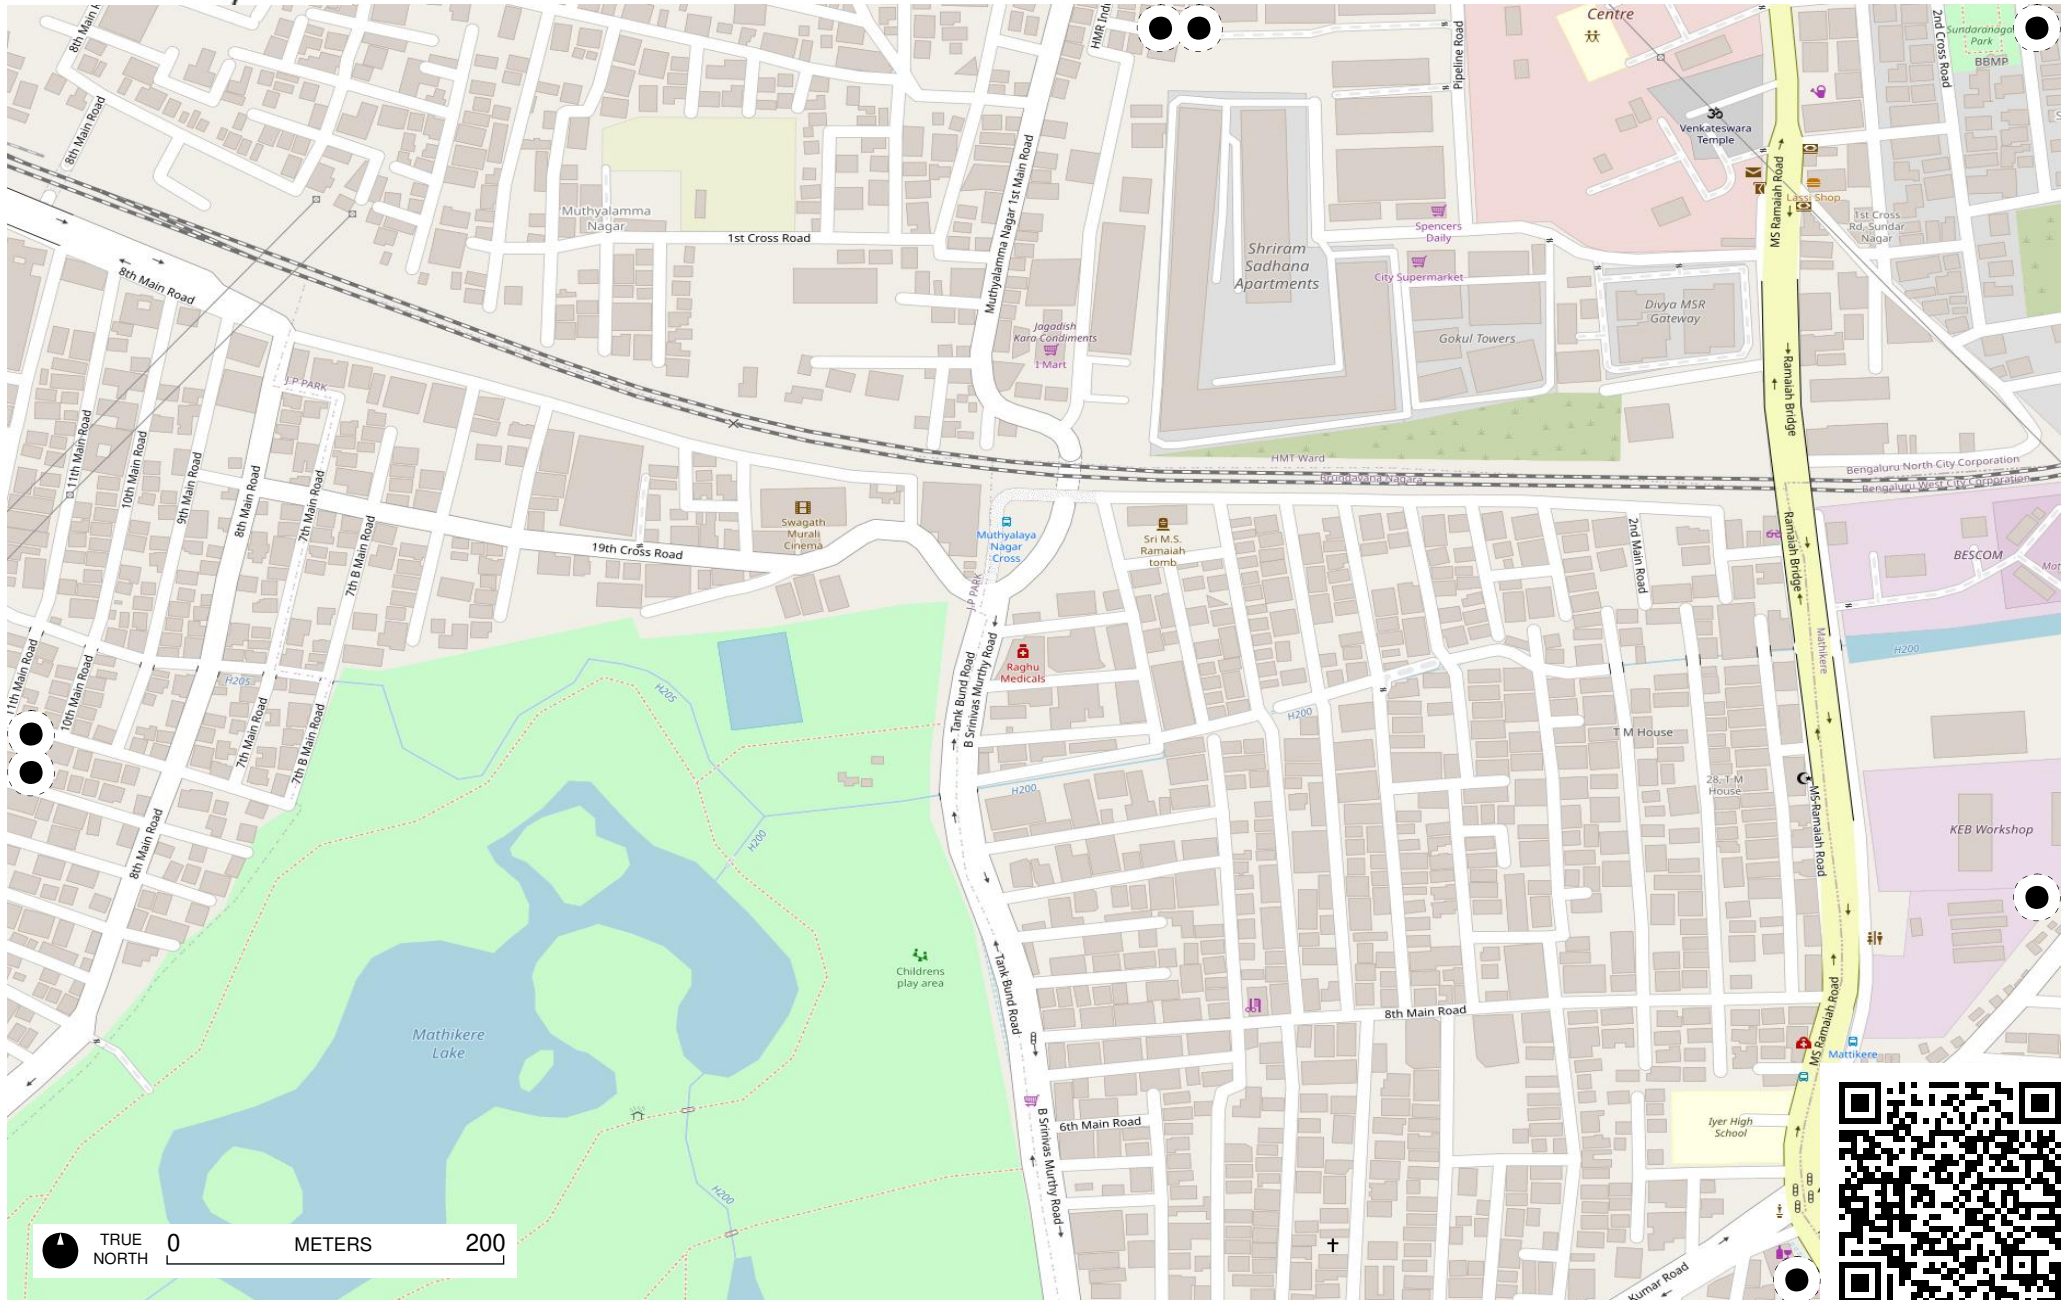 Centre
HMR Indu
Pipeline Road
2nd Cross Road
Sundaranagar
Park
BBMP
8th Main Road
Venkateswara
Temple
MS Ramaiah Road
Lassi Shop
1st Cross
Rd, Sundar
Nagar
Muthyalamma
Nagar
1st Cross Road
Muthyalamma Nagar 1st Main Road
Spencers
Daily
City Supermarket
Shriram
Sadhana
Apartments
Divya MSR
Gateway
Gokul Towers
8th Main Road
Jagadish
Kara Condiments
I Mart
Ramaiah Bridge
J.P PARK
11th Main Road
10th Main Road
9th Main Road
8th Main Road
7th Main Road
7th B Main Road
HMT Ward
Brundavana Nagara
Bengaluru North City Corporation
Bengaluru West City Corporation
Swagath
Murali
Cinema
Muthyalaya
Nagar
Cross
Sri M.S.
Ramaiah
tomb
2nd Main Road
Ramaiah Bridge
BESCOM
19th Cross Road
J.P PARK
Mathikere
H200
Raghu
Medicals
Tank Bund Road
B Srinivas Murthy Road
11th Main Road
10th Main Road
H205
H205
7th Main Road
7th B Main Road
H200
T M House
28, T M
House
H200
H200
8th Main Road
MS Ramaiah Road
KEB Workshop
Childrens
play area
Tank Bund Road
8th Main Road
MS Ramaiah Road
Mattikere
Mathikere
Lake
B Srinivas Murthy Road
6th Main Road
Iyer High
School
H200
Kumar Road
TRUE
NORTH
0 METERS 200